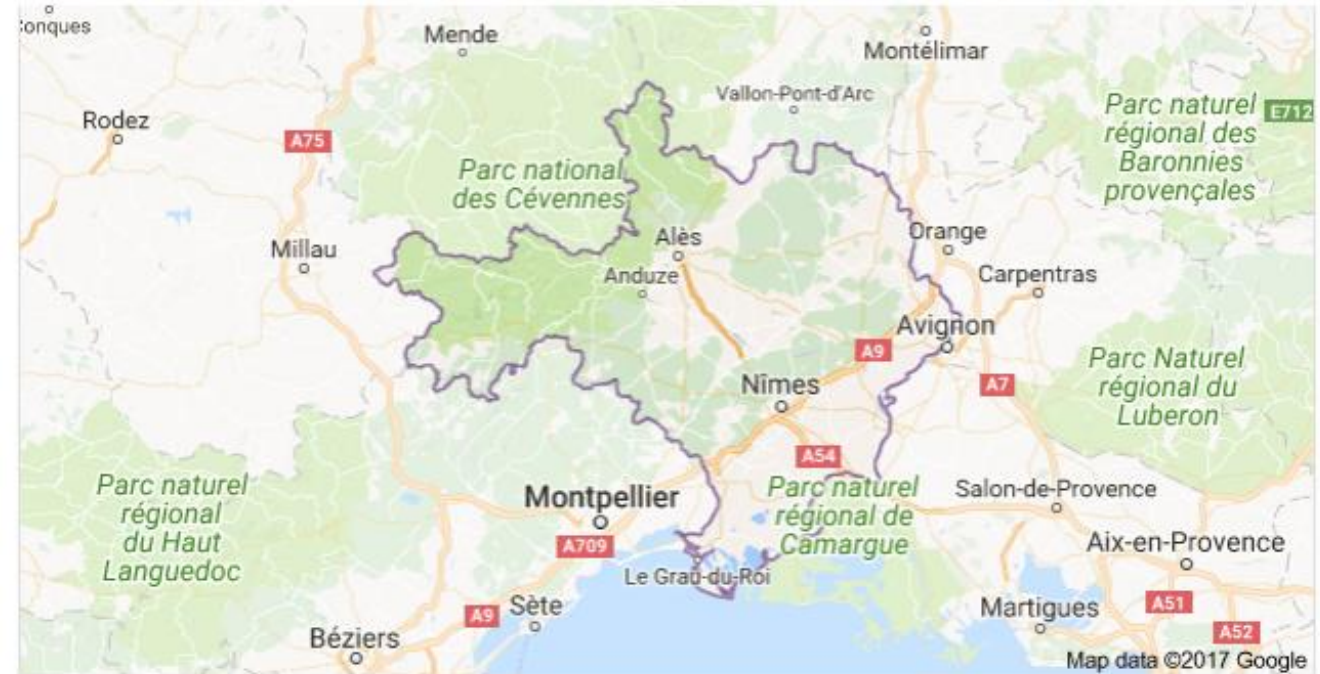 Conques
Mende
Montélimar
Vallon-Pont-d'Arc
Rodez
A75
Parc naturel
régional des
Baronnies
provençales
E712
Parc national
des Cévennes
Millau
Alès
Anduze
Orange
Carpentras
Avignon
A9
Nîmes
A7
Parc Naturel
régional du
Luberon
A54
Parc naturel
régional
du Haut
Languedoc
Montpellier
A709
Parc naturel
régional de
Camargue
Salon-de-Provence
Aix-en-Provence
Le Grau-du-Roi
A9
Sète
Béziers
Martigues
A51
A52
Map data ©2017 Google